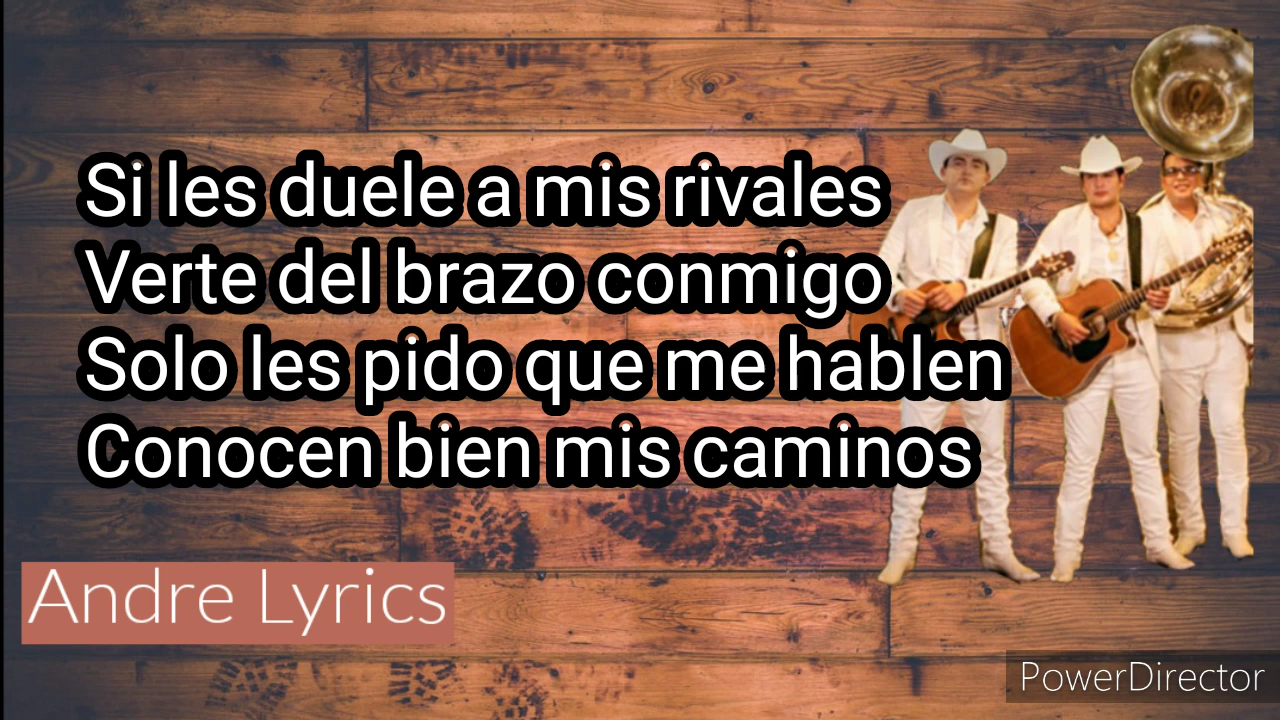 Si les duele a mis rivales
Verte del brazo conmigo
Solo les pido que me hablen
Conocen bien mis caminos
Andre Lyrics
PowerDirector